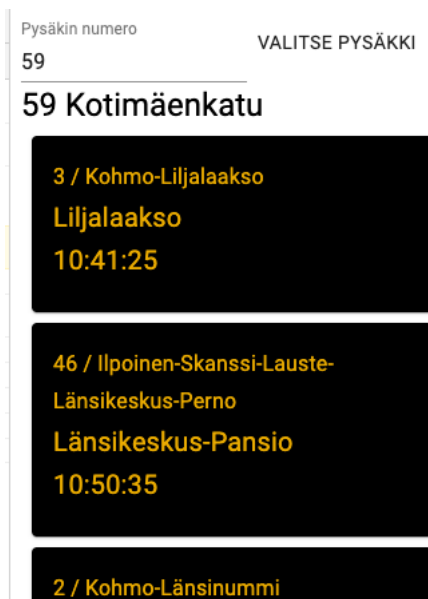 Pysäkin numero
VALITSE PYSÄKKI
59
59 Kotimäenkatu
3 / Kohmo-Liljalaakso
Liljalaakso
10:41:25
46 / Ilpoinen-Skanssi-Lauste-
Länsikeskus-Perno
Länsikeskus-Pansio
10:50:35
2 / Kohmo-Länsinummi